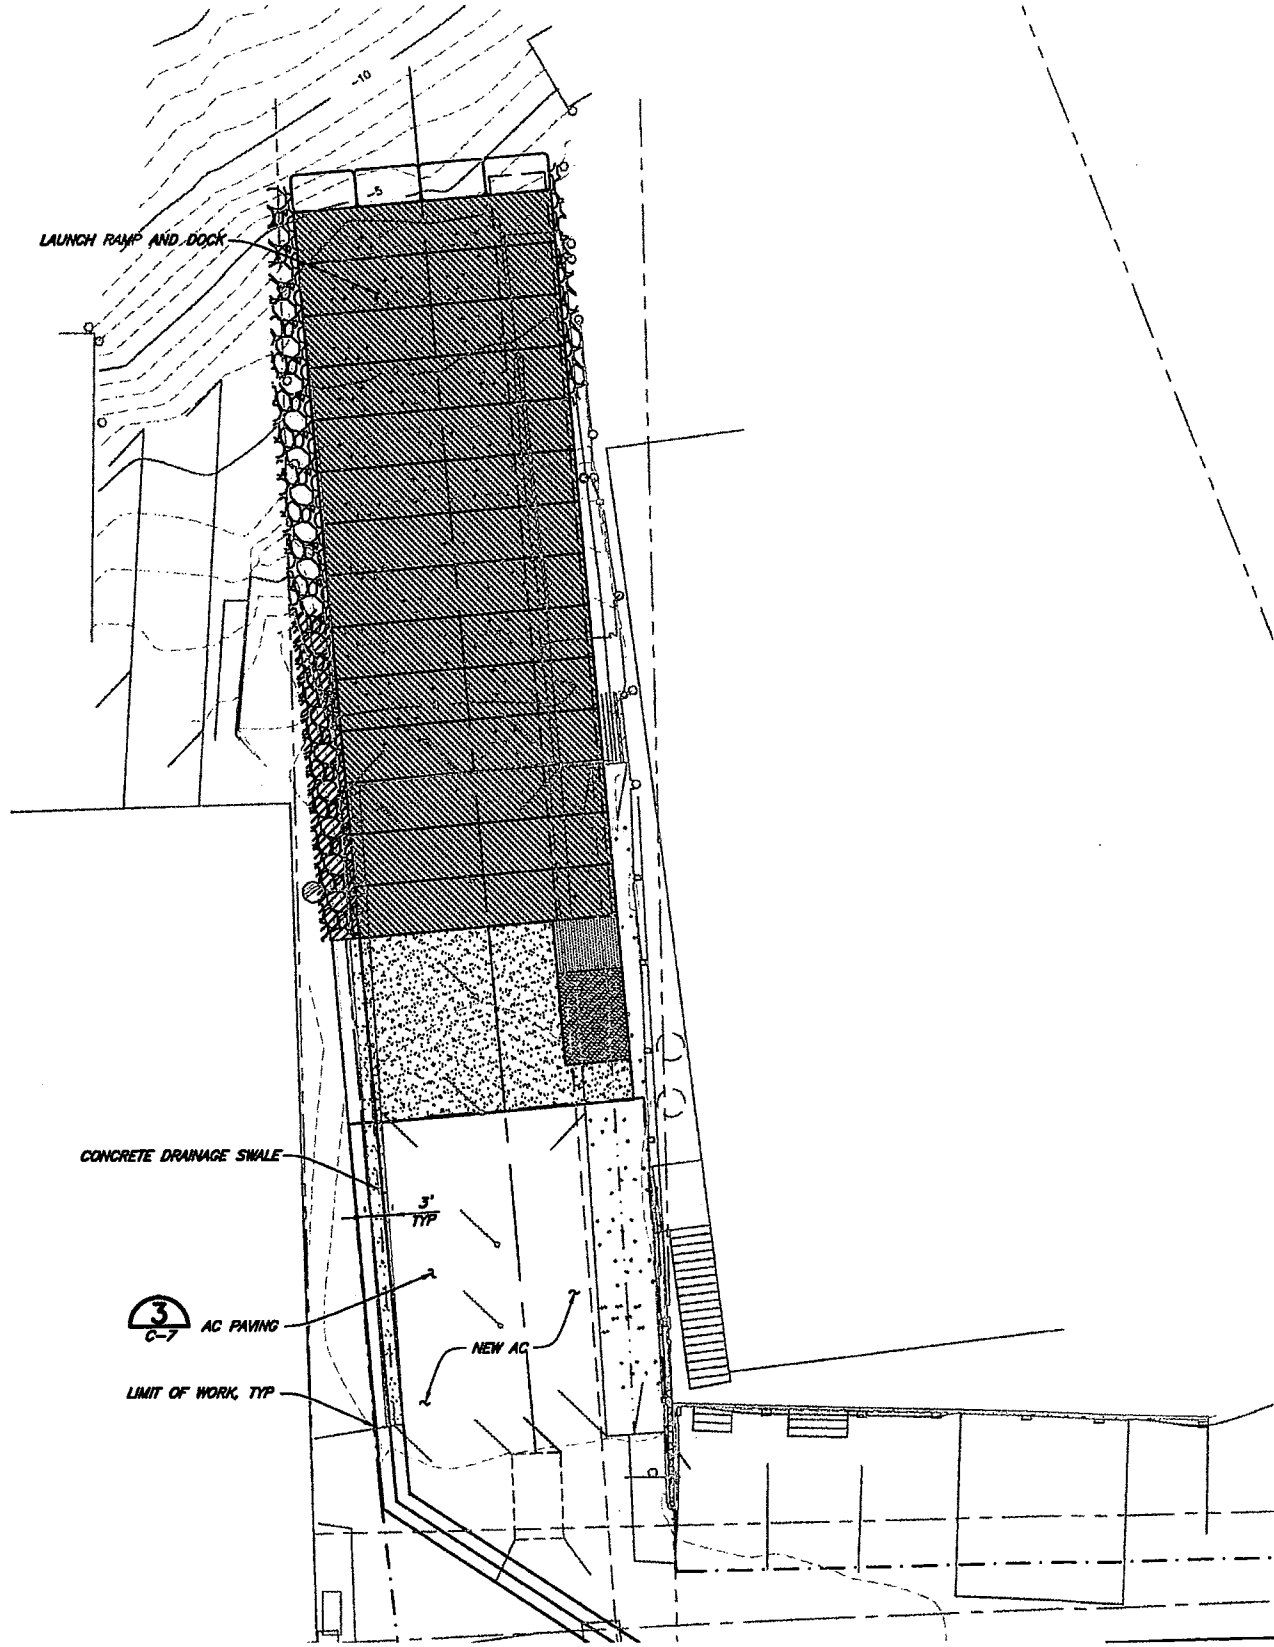 -10
-5
LAUNCH RAMP AND DOCK
CONCRETE DRAINAGE SWALE
3'
TYP
3
C-7
AC PAVING
NEW AC
LIMIT OF WORK, TYP